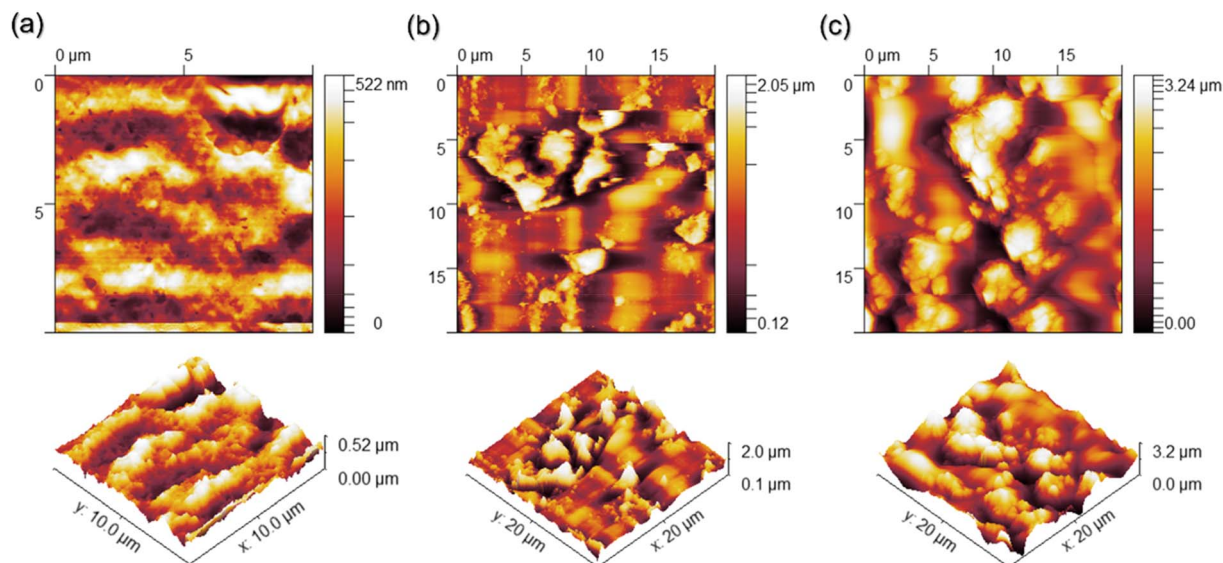 (a)
0 µm 5
0
5
522 nm
0
0.52 µm
0.00 µm
y: 10.0 µm
x: 10.0 µm
(b)
0 µm 5 10 15
0
5
10
15
2.05 µm
0.12
2.0 µm
0.1 µm
y: 20 µm
x: 20 µm
(c)
0 µm 5 10 15
0
5
10
15
3.24 µm
0.00
3.2 µm
0.0 µm
y: 20 µm
x: 20 µm